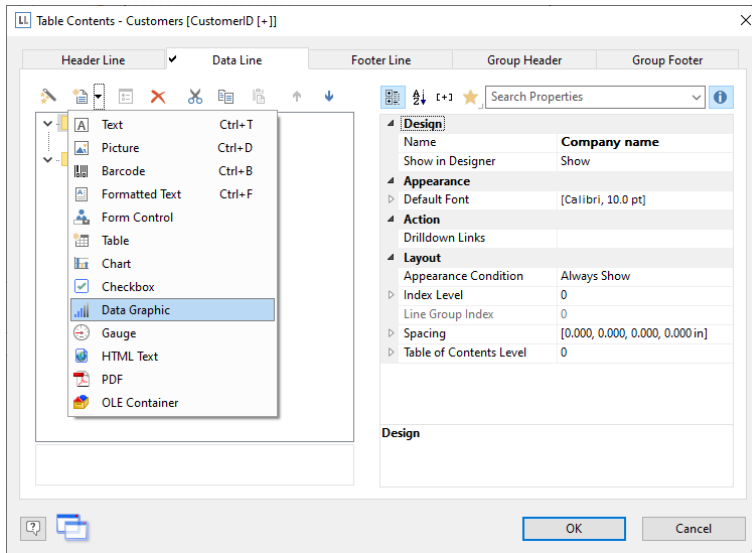 LL Table Contents - Customers [CustomerID [+]]
Header Line
Data Line
Footer Line
Group Header
Group Footer
Search Properties
Text Ctrl+T
Picture Ctrl+D
Barcode
Formatted Text Ctrl+F
Form Control
Table
Chart
Checkbox
Data Graphic
Gauge
HTML Text
PDF
OLE Container
Design
Name Company name
Show in Designer Show
Appearance
Default Font [Calibri, 10.0 pt]
Action
Drilldown Links
Layout
Appearance Condition Always Show
Index Level 0
Line Group Index 0
Spacing [0.000, 0.000, 0.000, 0.000 in]
Table of Contents Level 0
Design
OK
Cancel